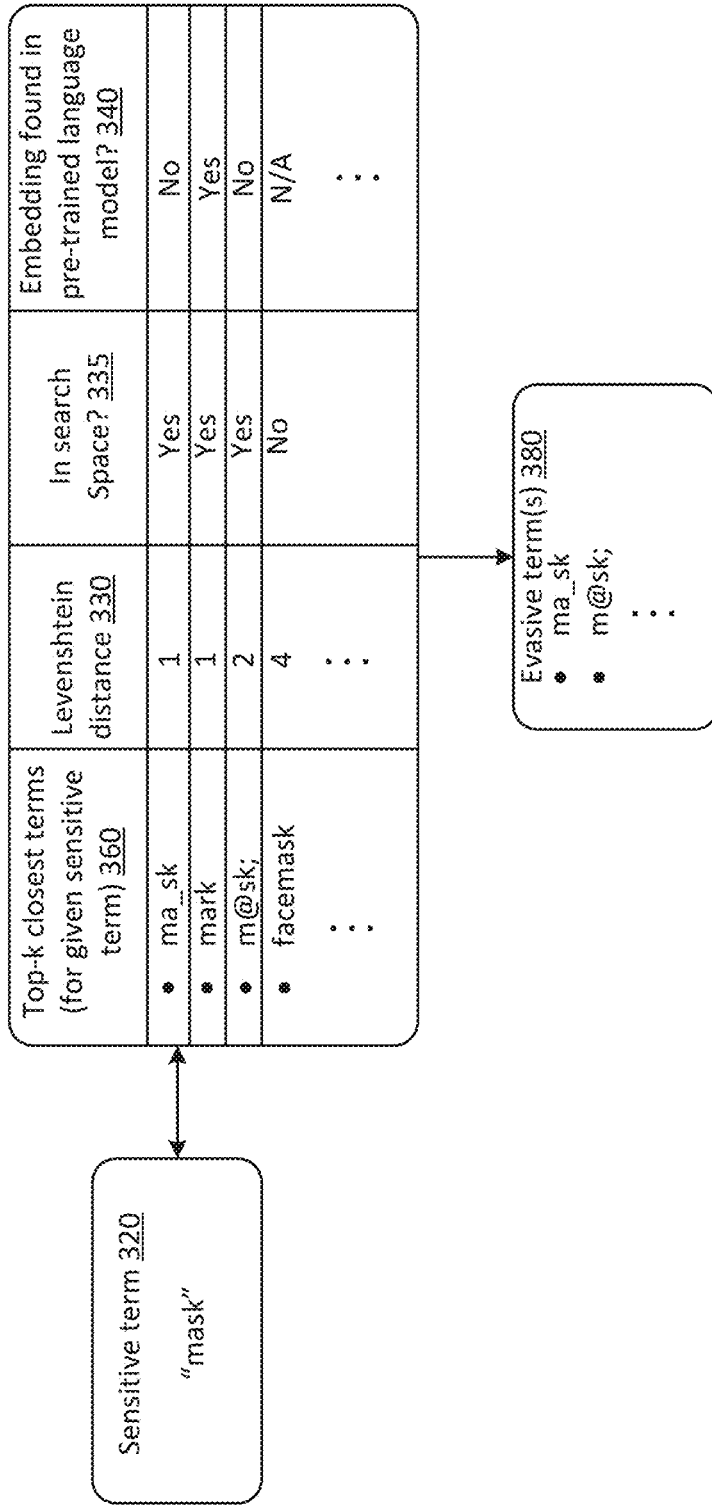 Sensitive term 320
“mask”
Top-k closest terms
(for given sensitive
term) 360
Levenshtein
distance 330
In search
Space? 335
Embedding found in
pre-trained language
model? 340
• ma_sk
1
Yes
No
• mark
1
Yes
Yes
• m@sk;
2
Yes
No
• facemask
4
No
N/A
. . .
. . .
. . .
Evasive term(s) 380
• ma_sk
• m@sk;
. . .